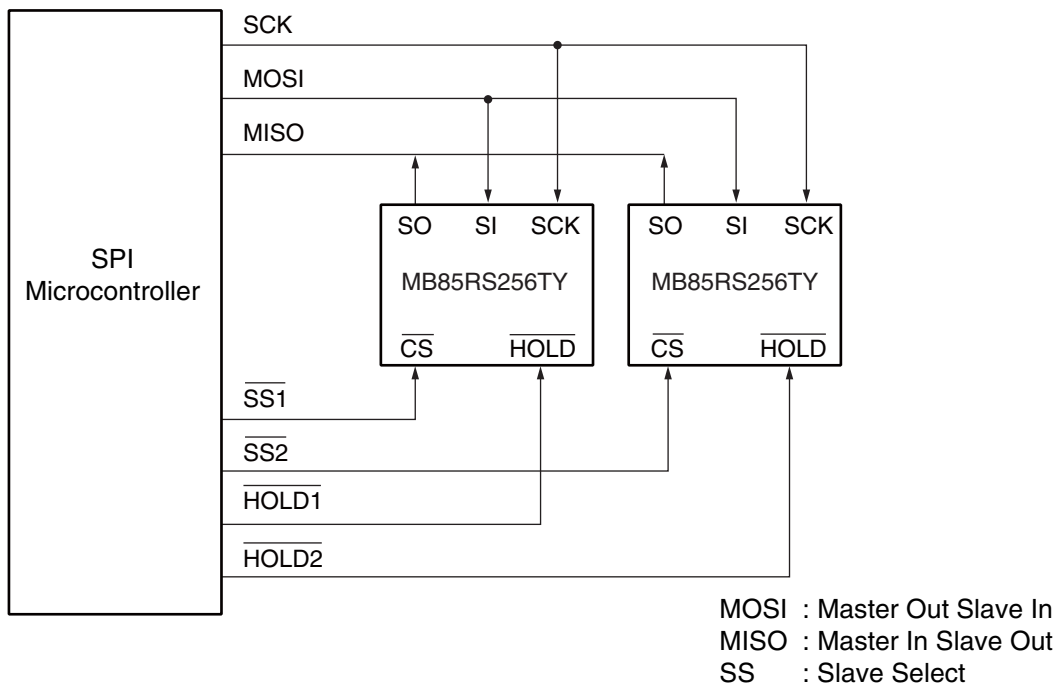 SCK
MOSI
MISO
SPI
Microcontroller
SO SI SCK
MB85RS256TY
CS HOLD
SO SI SCK
MB85RS256TY
CS HOLD
SS1
SS2
HOLD1
HOLD2
MOSI : Master Out Slave In
MISO : Master In Slave Out
SS : Slave Select